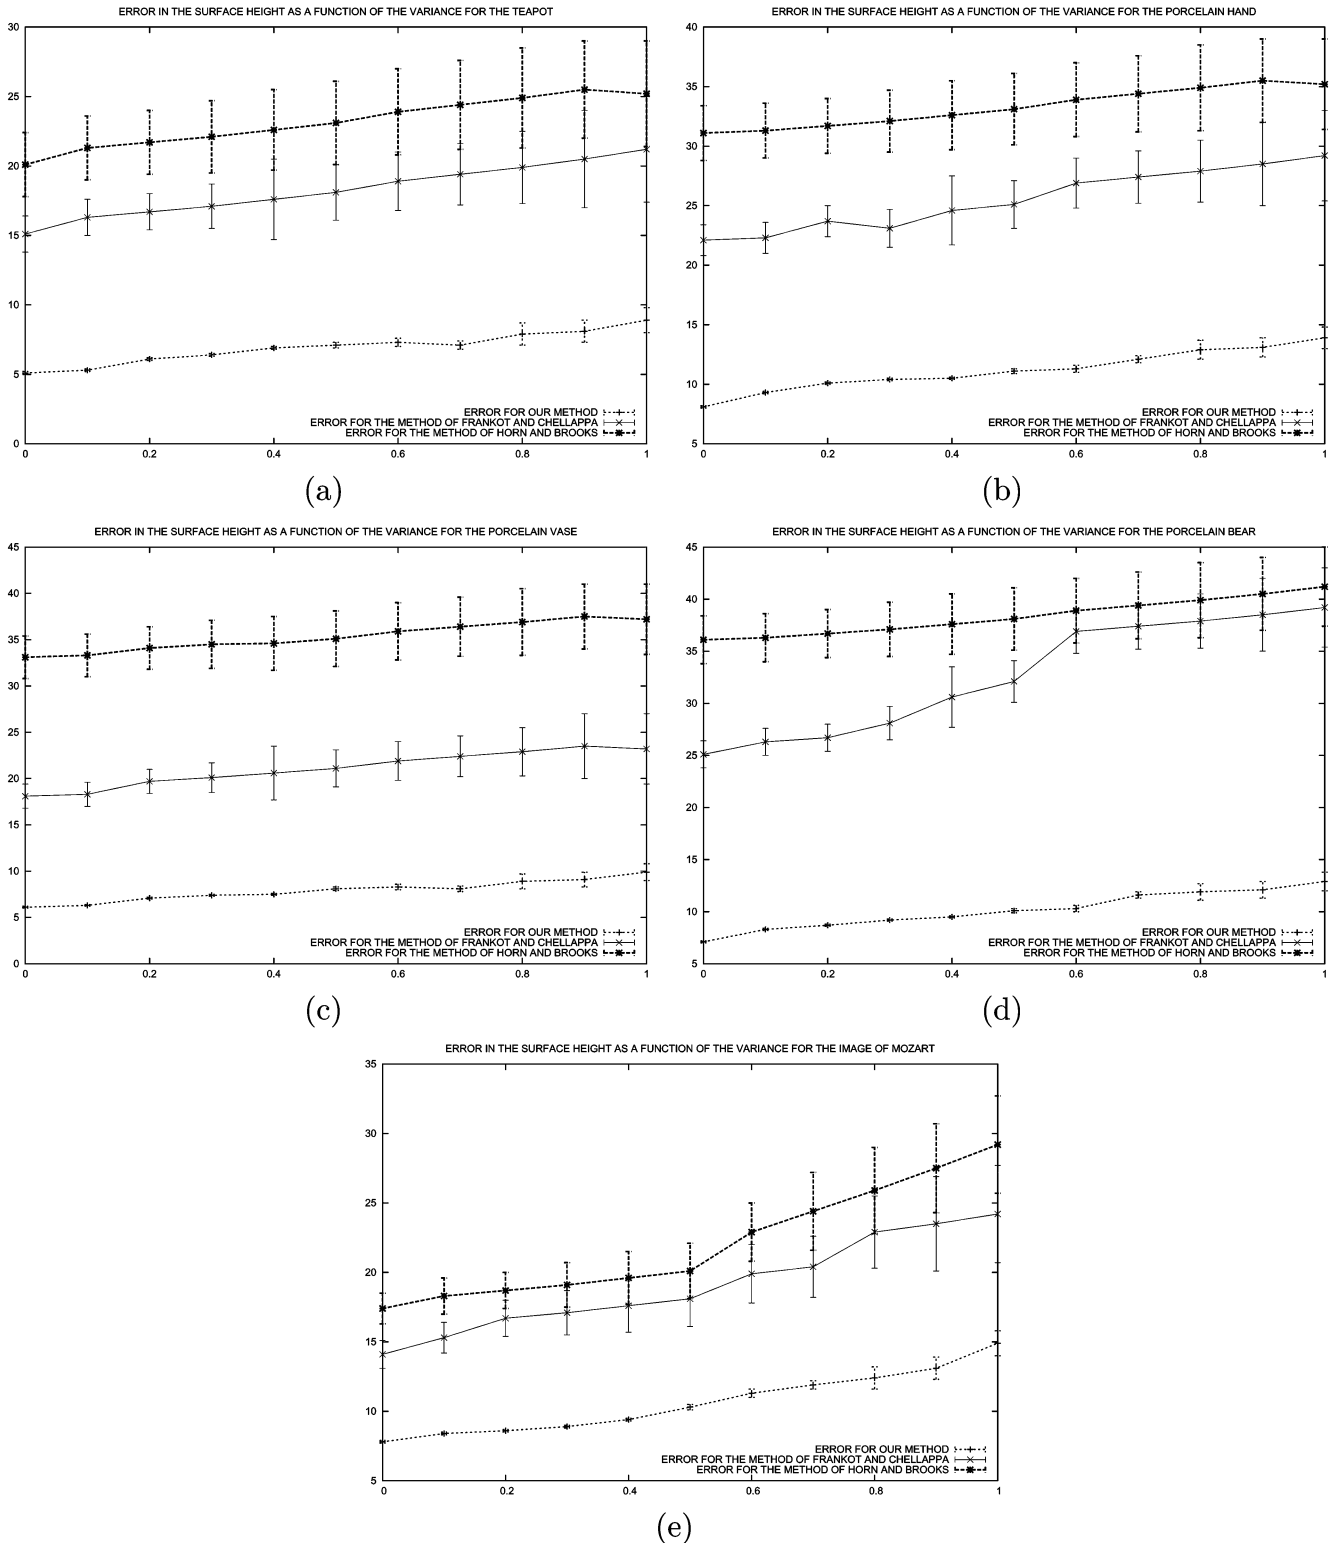 ERROR IN THE SURFACE HEIGHT AS A FUNCTION OF THE VARIANCE FOR THE TEAPOT
30
25
20
15
10
5
0
ERROR FOR OUR METHOD
ERROR FOR THE METHOD OF FRANKOT AND CHELLAPPA
ERROR FOR THE METHOD OF HORN AND BROOKS
0 0.2 0.4 0.6 0.8 1
(a)
ERROR IN THE SURFACE HEIGHT AS A FUNCTION OF THE VARIANCE FOR THE PORCELAIN HAND
40
35
30
25
20
15
10
5
ERROR FOR OUR METHOD
ERROR FOR THE METHOD OF FRANKOT AND CHELLAPPA
ERROR FOR THE METHOD OF HORN AND BROOKS
0 0.2 0.4 0.6 0.8 1
(b)
ERROR IN THE SURFACE HEIGHT AS A FUNCTION OF THE VARIANCE FOR THE PORCELAIN VASE
45
40
35
30
25
20
15
10
5
0
ERROR FOR OUR METHOD
ERROR FOR THE METHOD OF FRANKOT AND CHELLAPPA
ERROR FOR THE METHOD OF HORN AND BROOKS
0 0.2 0.4 0.6 0.8 1
(c)
ERROR IN THE SURFACE HEIGHT AS A FUNCTION OF THE VARIANCE FOR THE PORCELAIN BEAR
45
40
35
30
25
20
15
10
5
ERROR FOR OUR METHOD
ERROR FOR THE METHOD OF FRANKOT AND CHELLAPPA
ERROR FOR THE METHOD OF HORN AND BROOKS
0 0.2 0.4 0.6 0.8 1
(d)
ERROR IN THE SURFACE HEIGHT AS A FUNCTION OF THE VARIANCE FOR THE IMAGE OF MOZART
35
30
25
20
15
10
5
ERROR FOR OUR METHOD
ERROR FOR THE METHOD OF FRANKOT AND CHELLAPPA
ERROR FOR THE METHOD OF HORN AND BROOKS
0 0.2 0.4 0.6 0.8 1
(e)